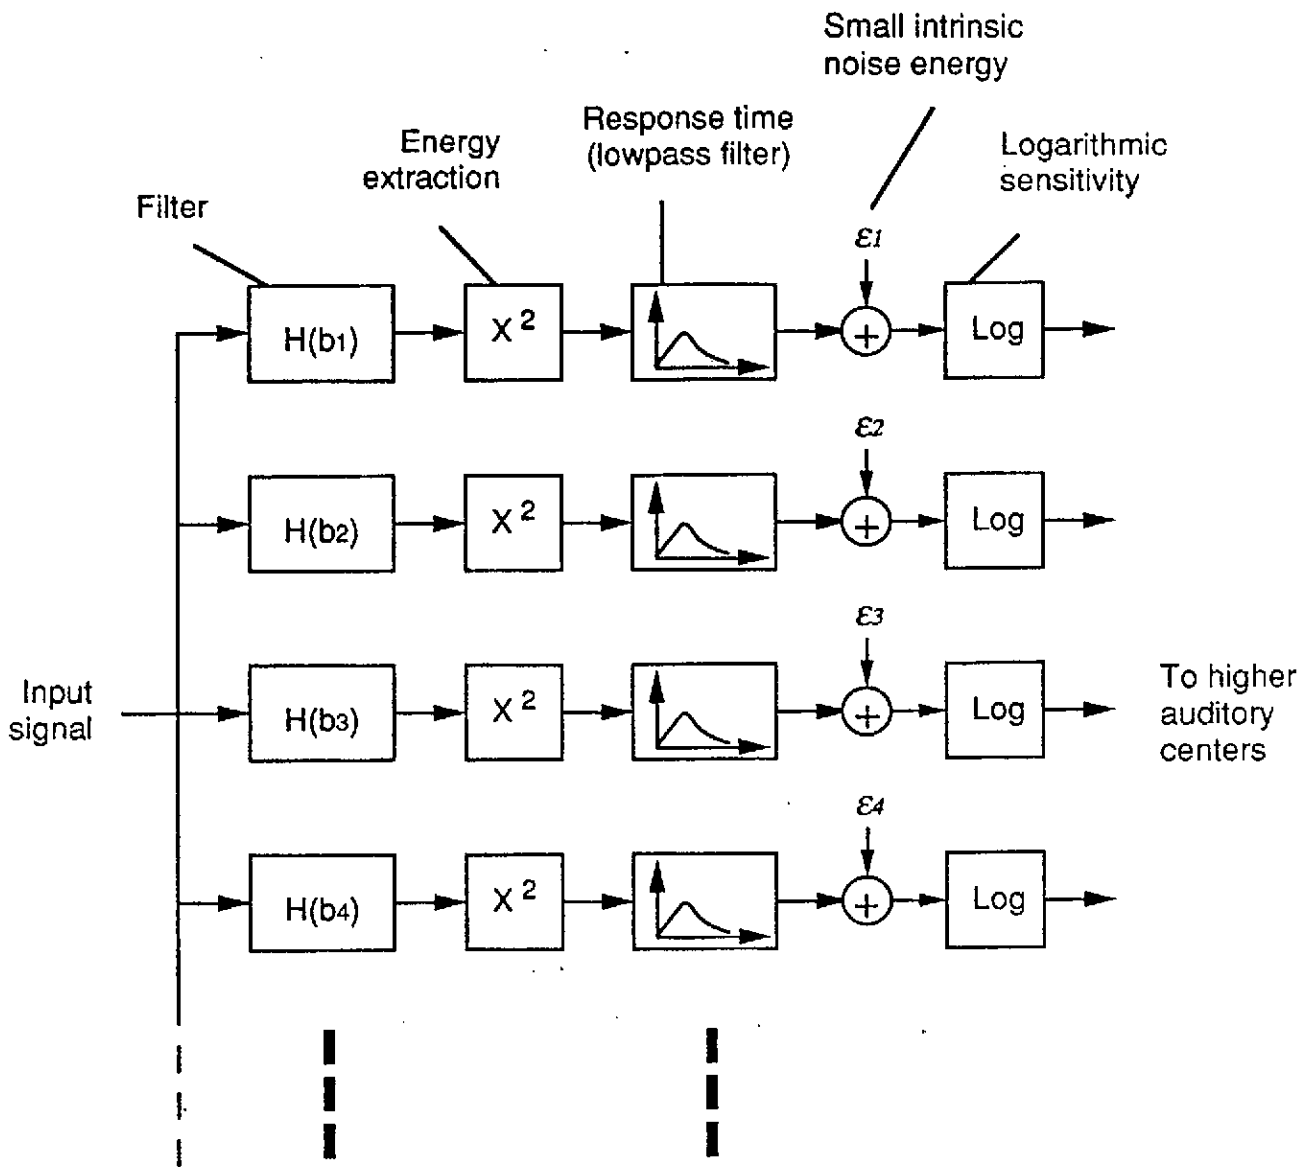 Small intrinsic
noise energy
Response time
(lowpass filter)
Energy
extraction
Logarithmic
sensitivity
Filter
ε1
H(b1)
X 2
+
Log
ε2
H(b2)
X 2
+
Log
ε3
Input
signal
H(b3)
X 2
+
Log
To higher
auditory
centers
ε4
H(b4)
X 2
+
Log